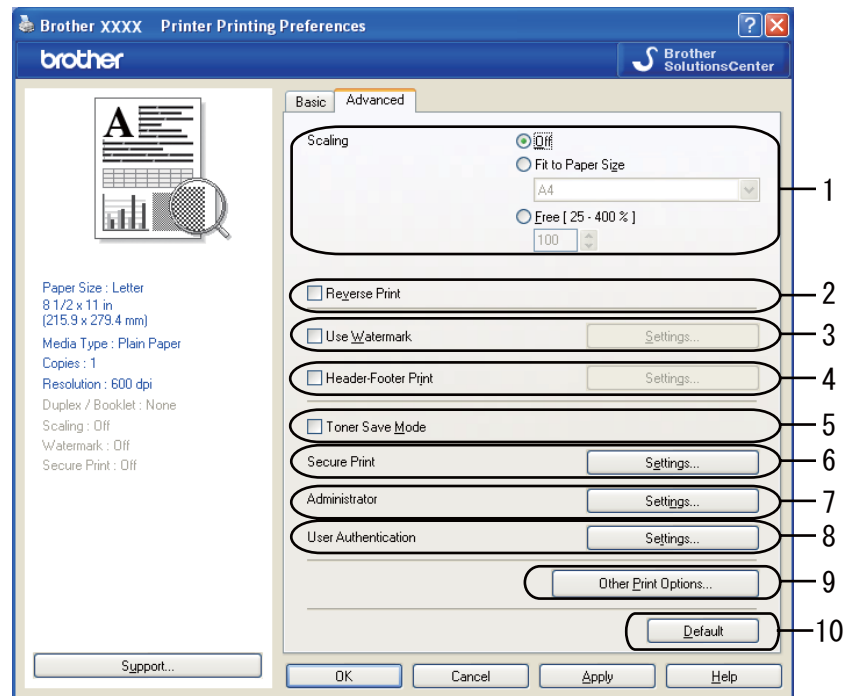 Brother XXXX Printer Printing Preferences
brother
Brother
SolutionsCenter
A
Paper Size : Letter
8 1/2 x 11 in
(215.9 x 279.4 mm)
Media Type : Plain Paper
Copies : 1
Resolution : 600 dpi
Duplex / Booklet : None
Scaling : Off
Watermark : Off
Secure Print : Off
Support...
Basic
Advanced
Scaling
Off
Fit to Paper Size
A4
Free [ 25 - 400 % ]
100
1
Reverse Print
2
Use Watermark
Settings...
3
Header-Footer Print
Settings...
4
Toner Save Mode
5
Secure Print
Settings...
6
Administrator
Settings...
7
User Authentication
Settings...
8
Other Print Options...
9
Default
10
OK
Cancel
Apply
Help